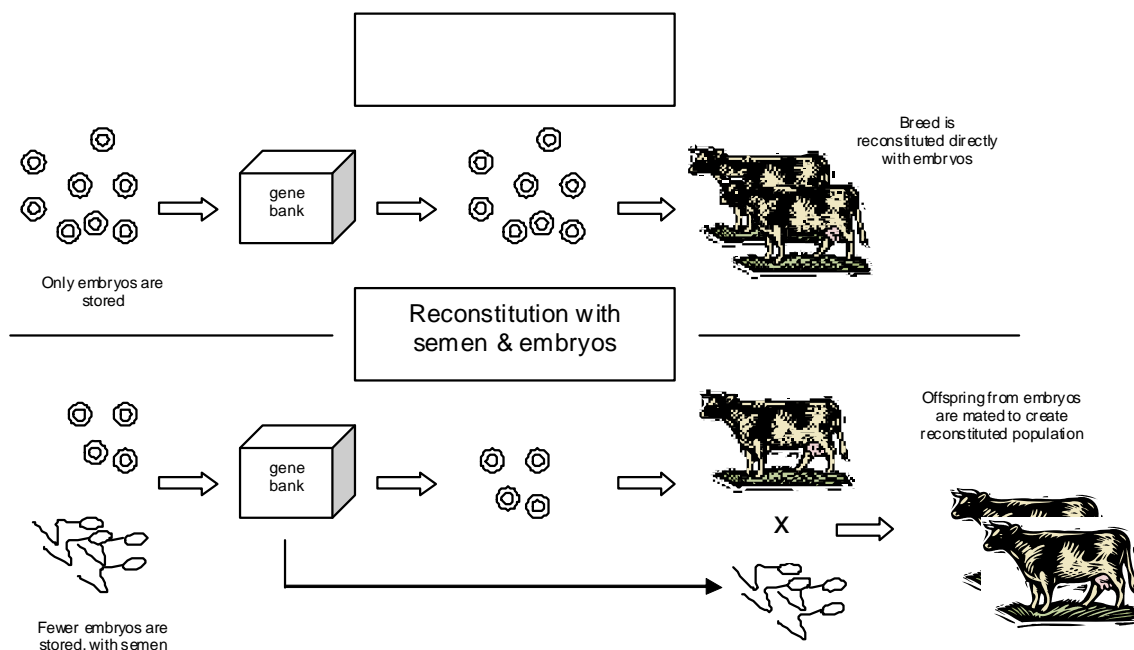 Breed is
reconstituted directly
with embryos
gene
bank
Only embryos are
stored
Reconstitution with
semen & embryos
Offspring from embryos
are mated to create
reconstituted population
gene
bank
X
Fewer embryos are
stored, with semen